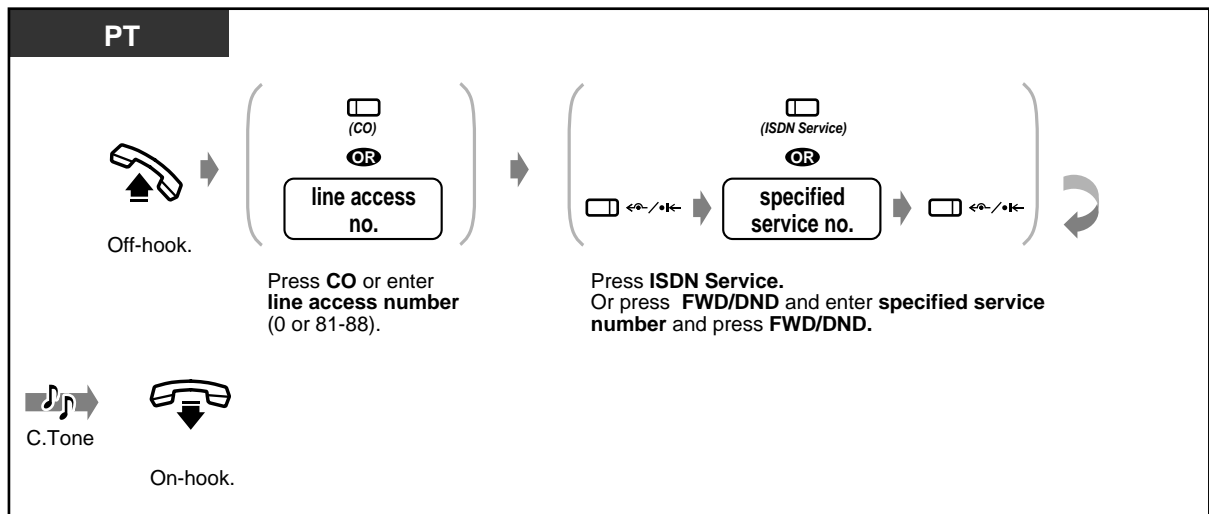 PT
(CO)
OR
line access
no.
(ISDN Service)
OR
specified
service no.
Off-hook.
Press CO or enter
line access number
(0 or 81-88).
Press ISDN Service.
Or press FWD/DND and enter specified service
number and press FWD/DND.
C.Tone
On-hook.